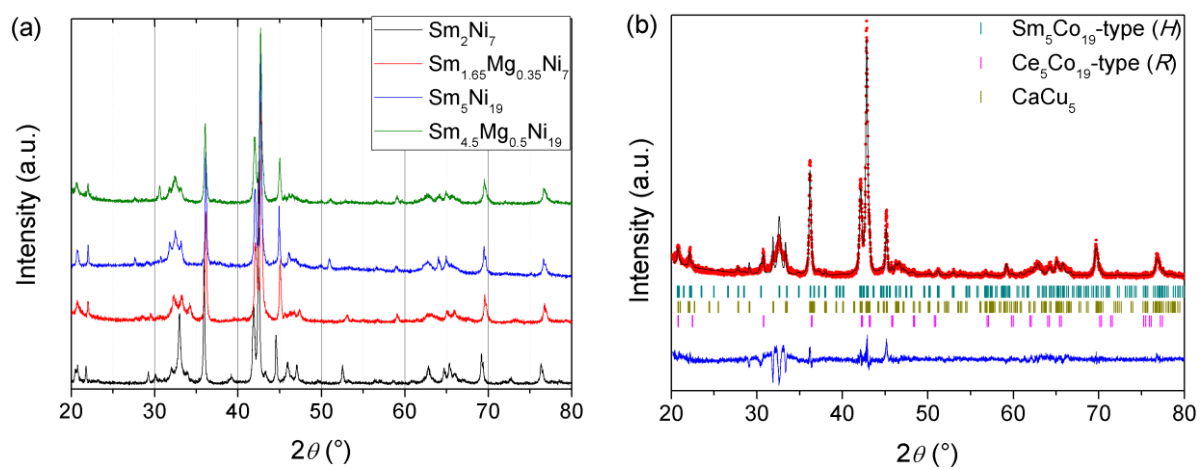 (a)
Sm₂Ni₇
Sm₁.₆₅Mg₀.₃₅Ni₇
Sm₅Ni₁₉
Sm₄.₅Mg₀.₅Ni₁₉
Intensity (a.u.)
20 30 40 50 60 70 80
2θ (°)
(b)
Sm₅Co₁₉-type (H)
Ce₅Co₁₉-type (R)
CaCu₅
Intensity (a.u.)
20 30 40 50 60 70 80
2θ (°)